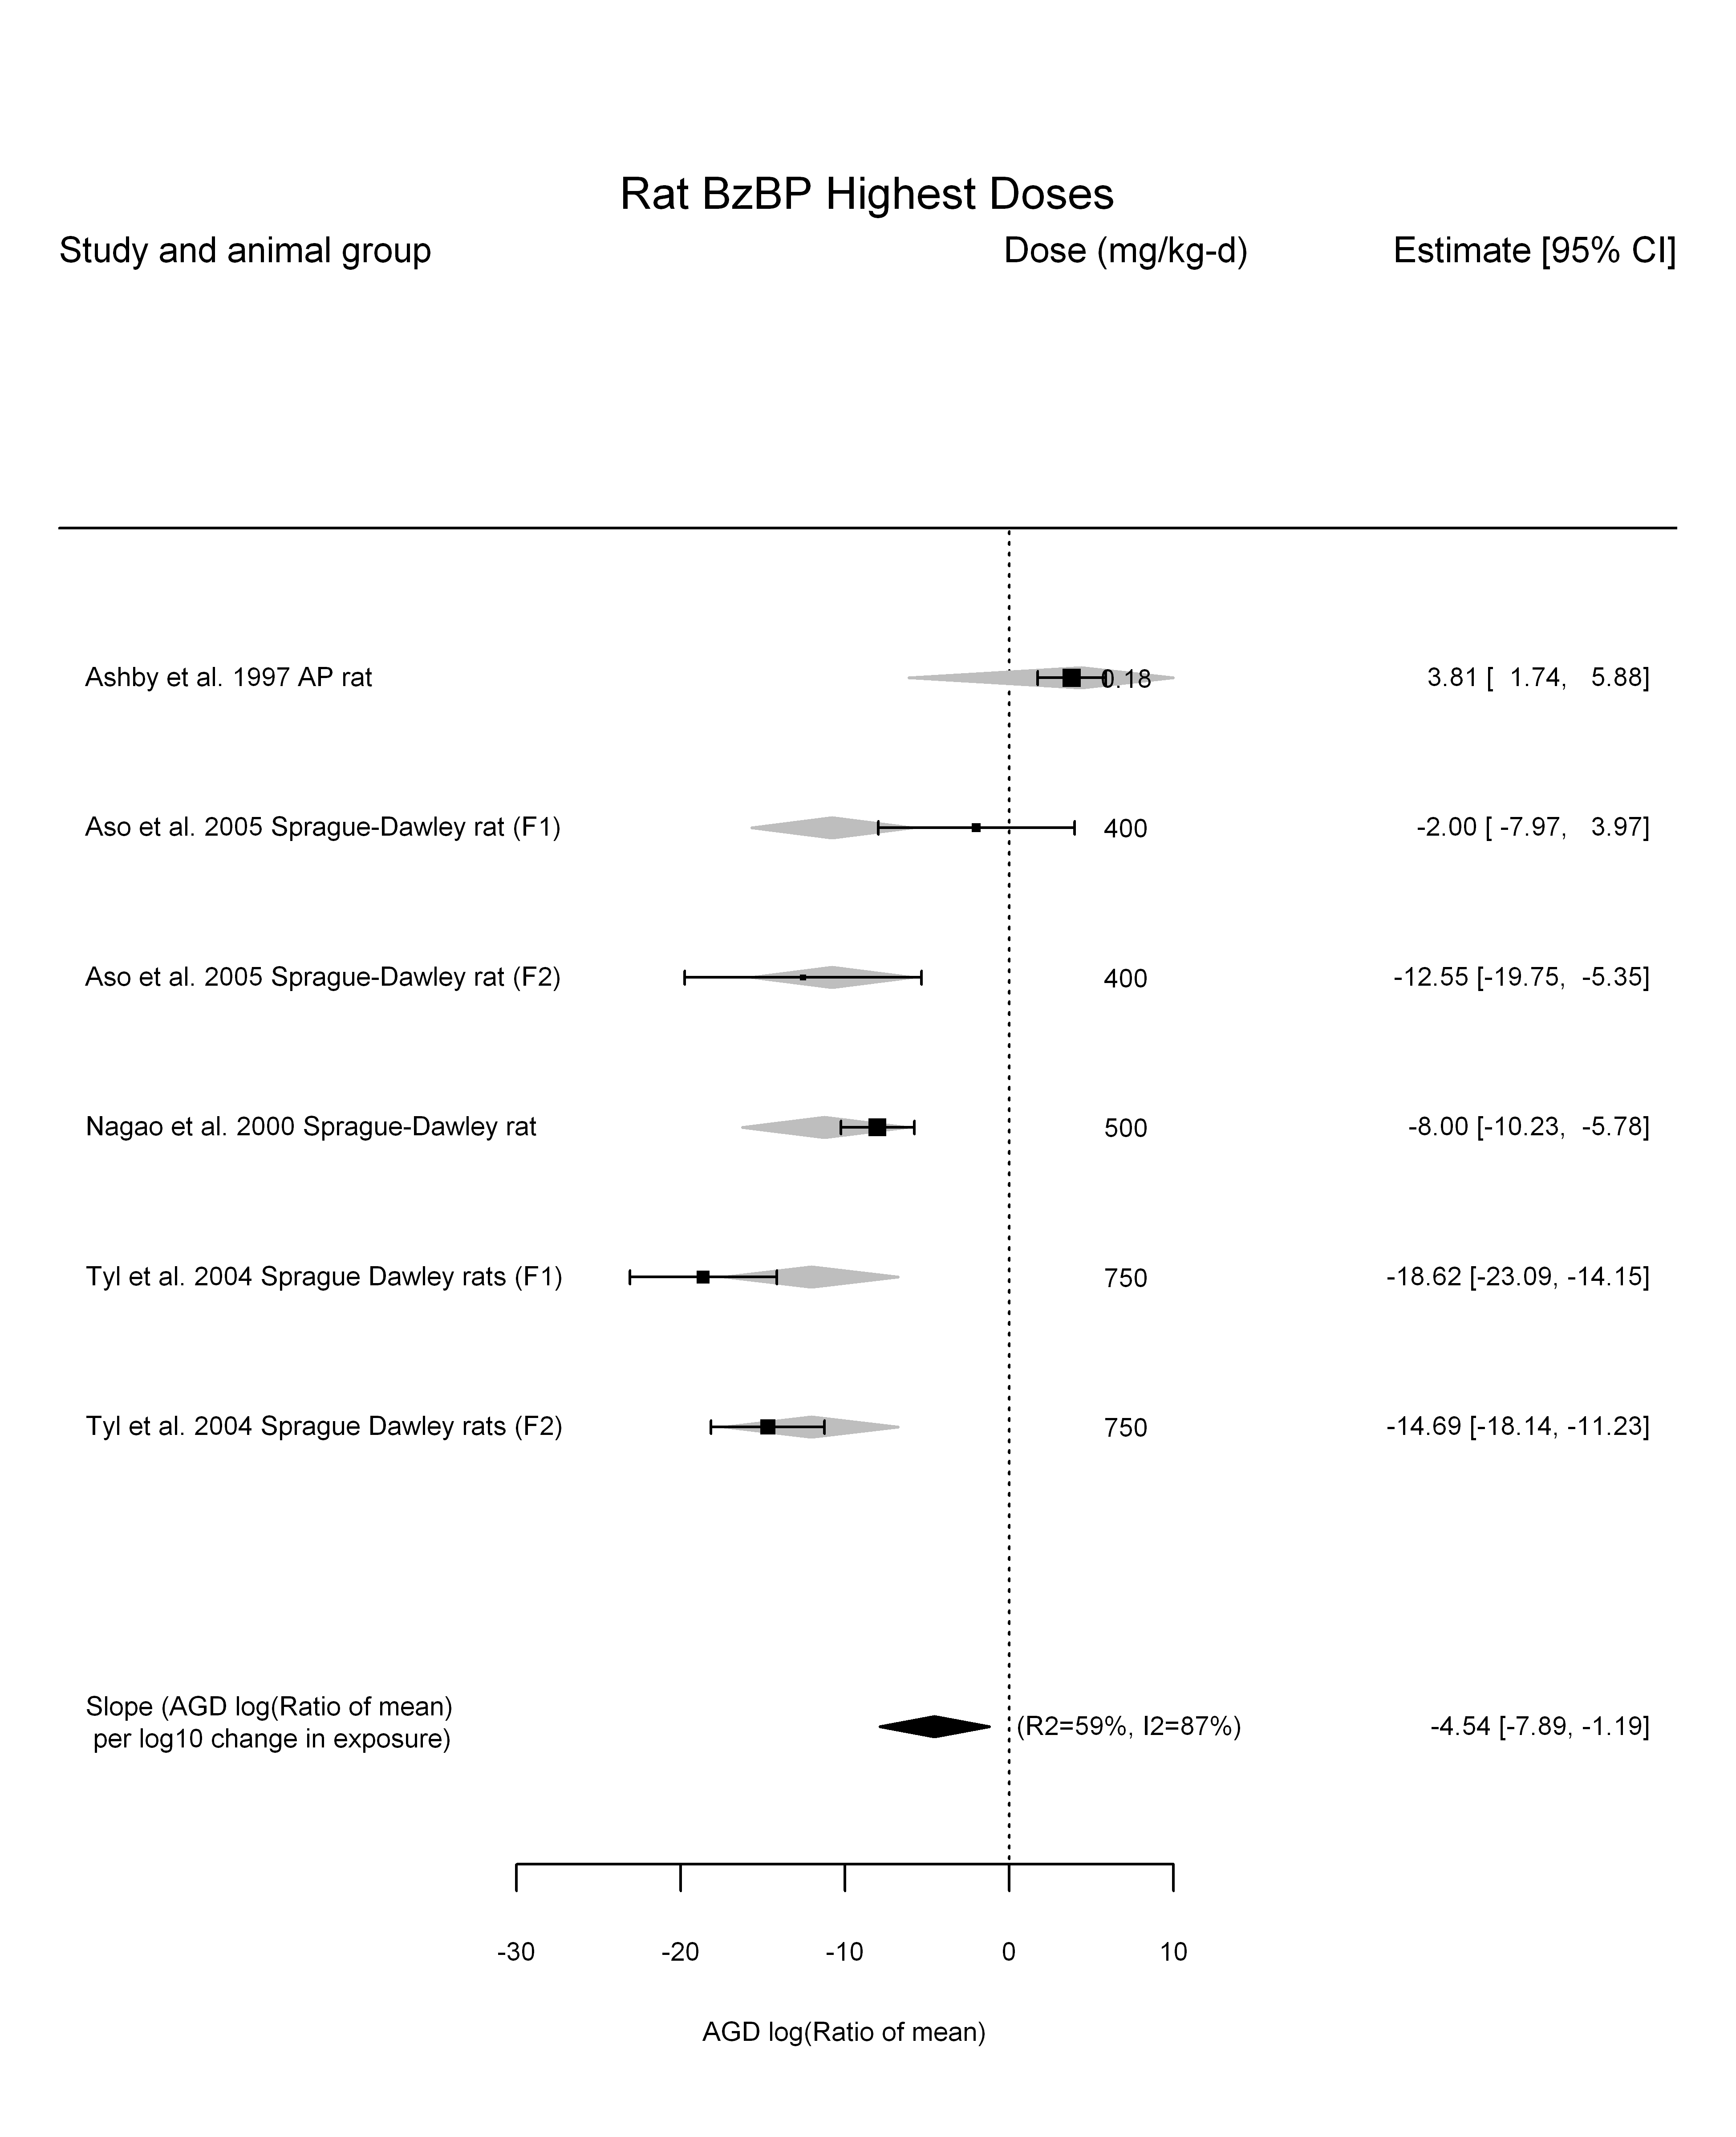 Rat BzBP Highest Doses
Study and animal group Dose (mg/kg-d) Estimate [95% CI]
Ashby et al. 1997 AP rat 0.18 3.81 [ 1.74, 5.88]
Aso et al. 2005 Sprague-Dawley rat (F1) 400 -2.00 [ -7.97, 3.97]
Aso et al. 2005 Sprague-Dawley rat (F2) 400 -12.55 [-19.75, -5.35]
Nagao et al. 2000 Sprague-Dawley rat 500 -8.00 [-10.23, -5.78]
Tyl et al. 2004 Sprague Dawley rats (F1) 750 -18.62 [-23.09, -14.15]
Tyl et al. 2004 Sprague Dawley rats (F2) 750 -14.69 [-18.14, -11.23]
Slope (AGD log(Ratio of mean)
per log10 change in exposure) (R2=59%, I2=87%) -4.54 [-7.89, -1.19]
-30 -20 -10 0 10
AGD log(Ratio of mean)